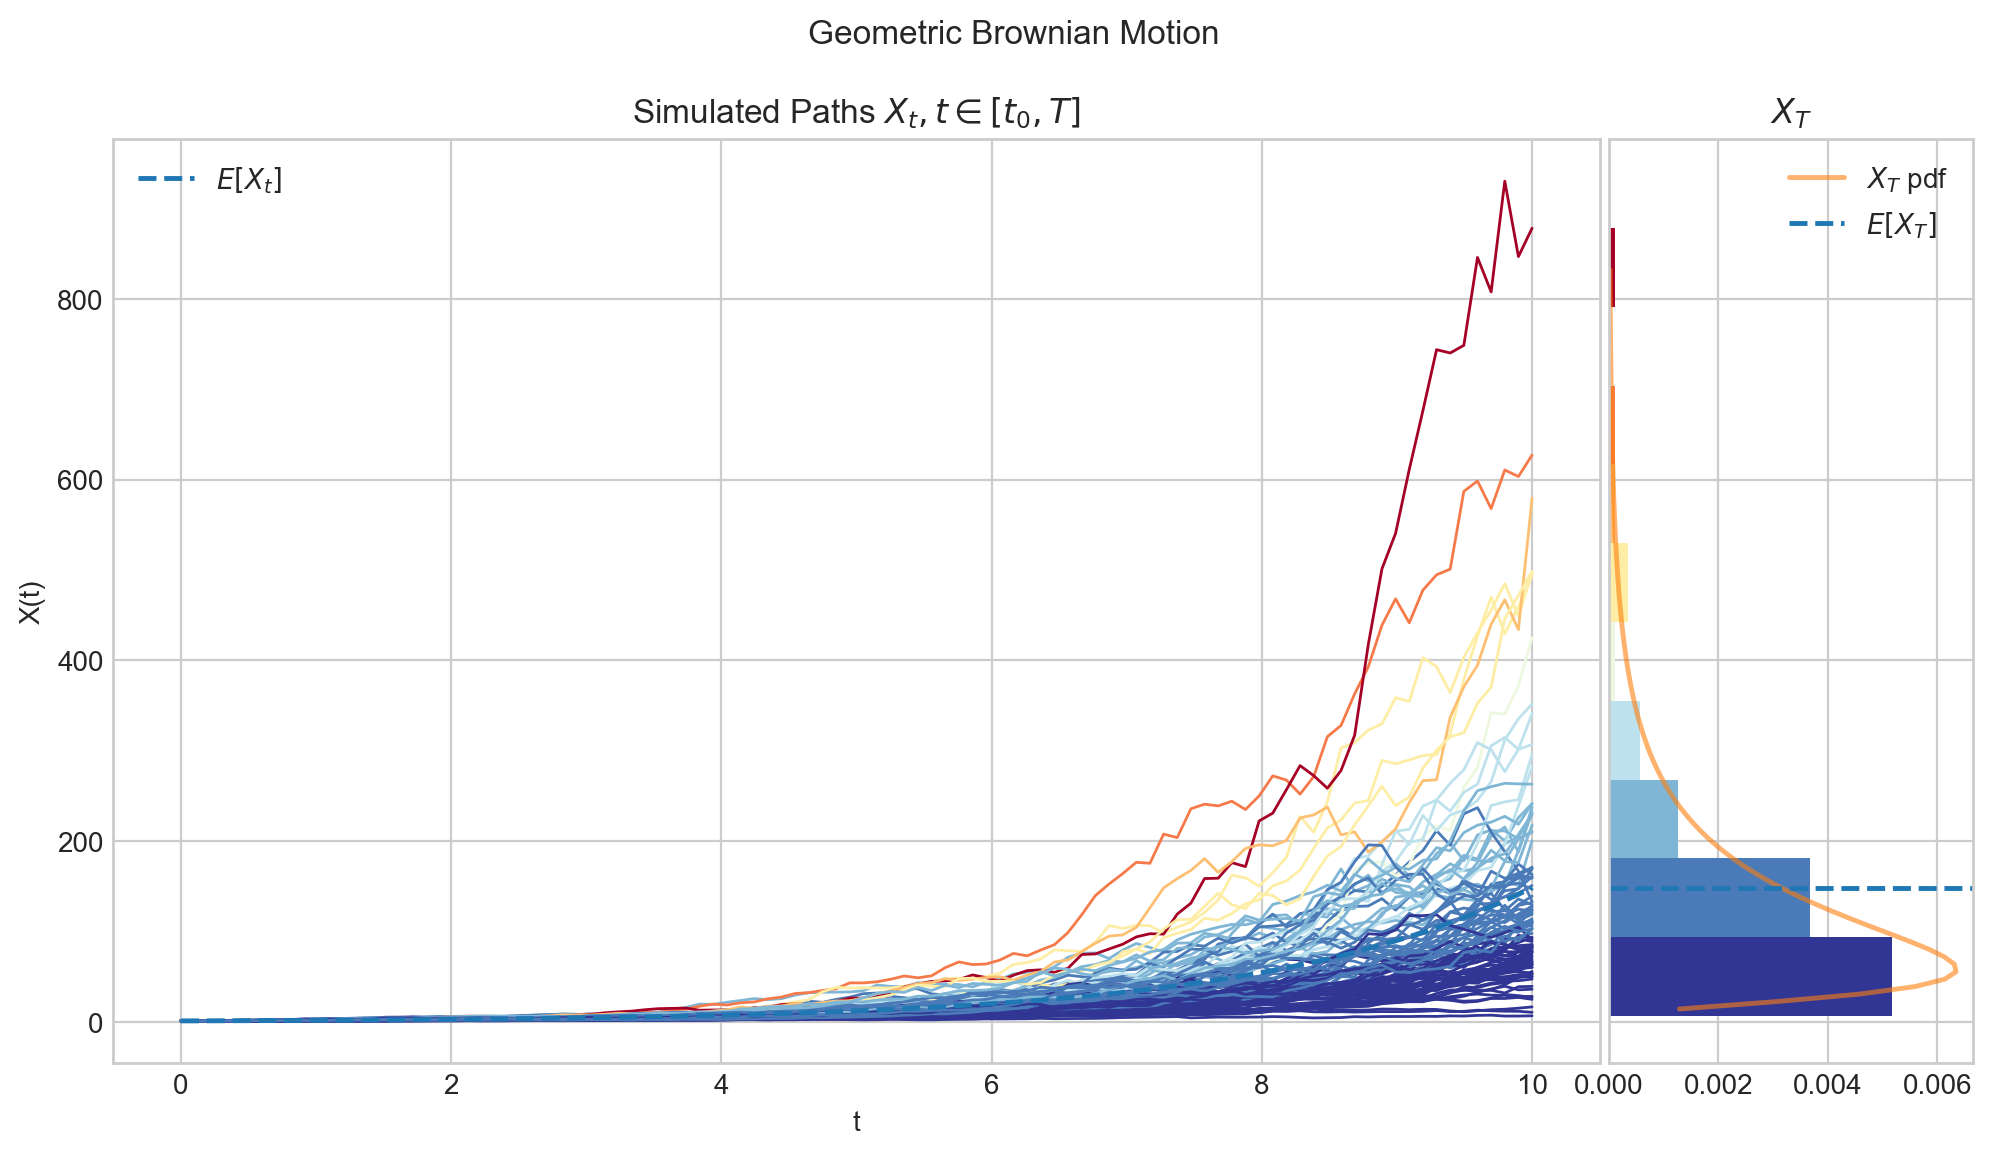 Geometric Brownian Motion
Simulated Paths $X_t, t \in [t_0, T]$
$X_T$
$E[X_t]$
$X_T$ pdf
$E[X_T]$
X(t)
800
600
400
200
0
0 2 4 6 8 10
t
0.000 0.002 0.004 0.006